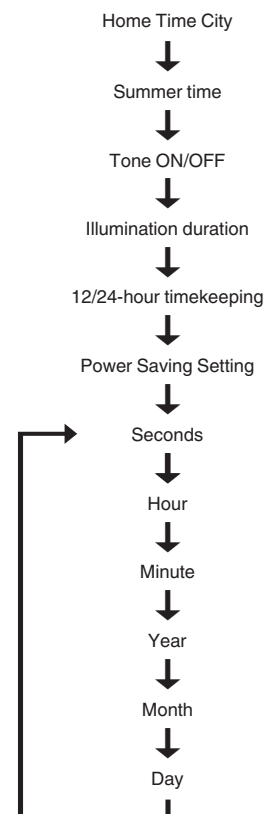 Home Time City
Summer time
Tone ON/OFF
Illumination duration
12/24-hour timekeeping
Power Saving Setting
Seconds
Hour
Minute
Year
Month
Day